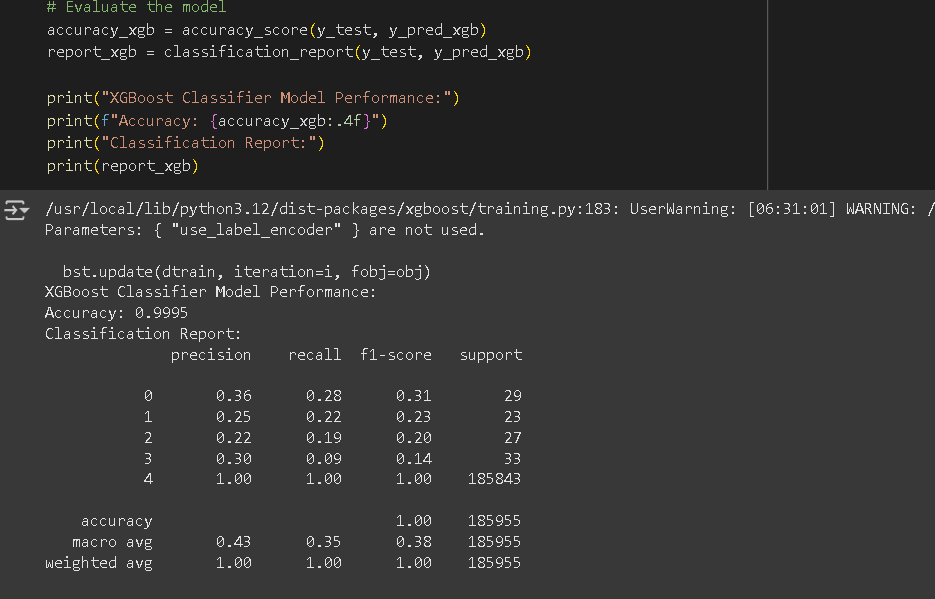 # Evaluate the model
accuracy_xgb = accuracy_score(y_test, y_pred_xgb)
report_xgb = classification_report(y_test, y_pred_xgb)
print("XGBoost Classifier Model Performance:")
print(f"Accuracy: {accuracy_xgb:.4f}")
print("Classification Report:")
print(report_xgb)
/usr/local/lib/python3.12/dist-packages/xgboost/training.py:183: UserWarning: [06:31:01] WARNING: /
Parameters: { "use_label_encoder" } are not used.
bst.update(dtrain, iteration=i, fobj=obj)
XGBoost Classifier Model Performance:
Accuracy: 0.9995
Classification Report:
precision recall f1-score support
0 0.36 0.28 0.31 29
1 0.25 0.22 0.23 23
2 0.22 0.19 0.20 27
3 0.30 0.09 0.14 33
4 1.00 1.00 1.00 185843
accuracy 1.00 185955
macro avg 0.43 0.35 0.38 185955
weighted avg 1.00 1.00 1.00 185955